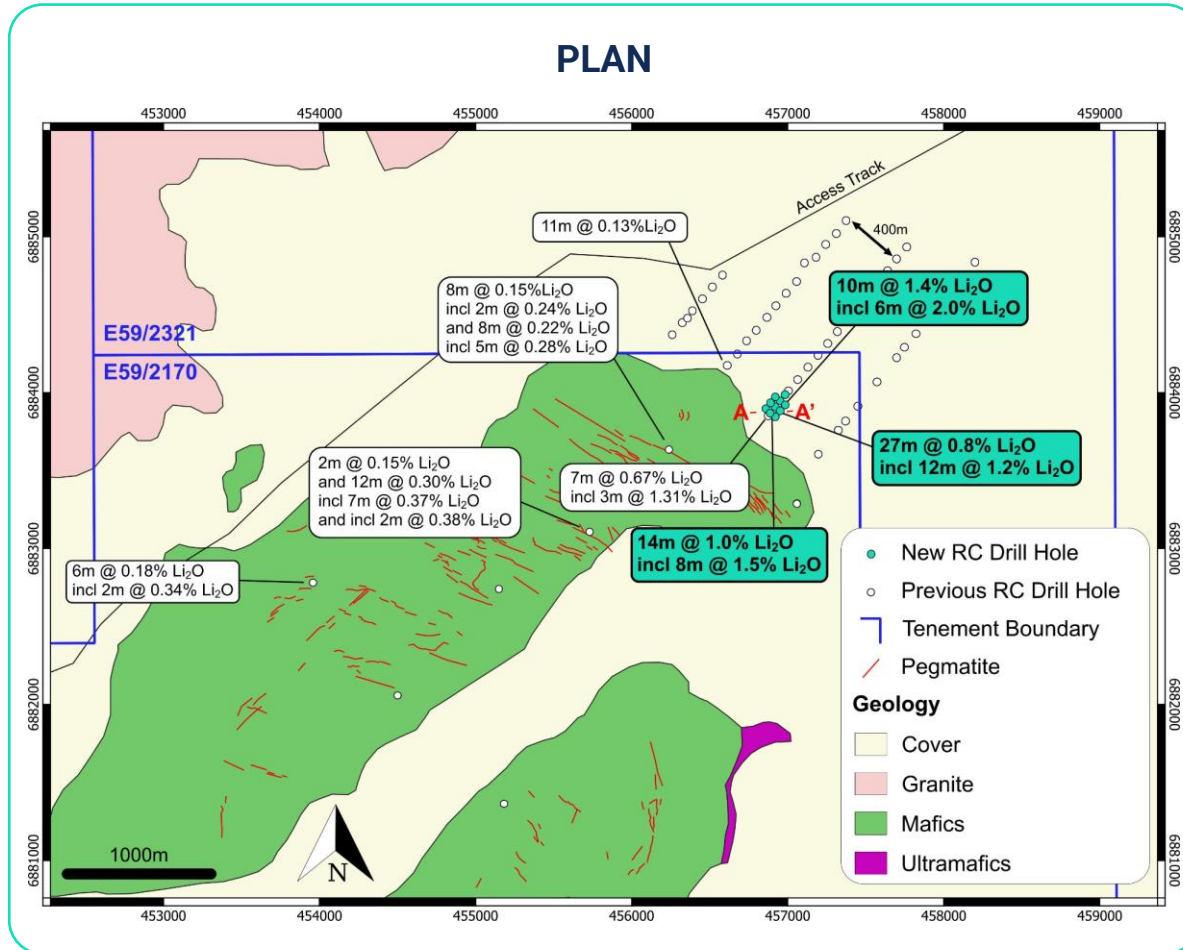 PLAN
453000
454000
455000
456000
457000
458000
459000
6885000
6885000
Access Track
11m @ 0.13%Li₂O
400m
8m @ 0.15%Li₂O
incl 2m @ 0.24% Li₂O
and 8m @ 0.22% Li₂O
incl 5m @ 0.28% Li₂O
10m @ 1.4% Li₂O
incl 6m @ 2.0% Li₂O
E59/2321
E59/2170
6884000
6884000
A
A'
27m @ 0.8% Li₂O
incl 12m @ 1.2% Li₂O
2m @ 0.15% Li₂O
and 12m @ 0.30% Li₂O
incl 7m @ 0.37% Li₂O
and incl 2m @ 0.38% Li₂O
7m @ 0.67% Li₂O
incl 3m @ 1.31% Li₂O
14m @ 1.0% Li₂O
incl 8m @ 1.5% Li₂O
6883000
6883000
6m @ 0.18% Li₂O
incl 2m @ 0.34% Li₂O
New RC Drill Hole
Previous RC Drill Hole
Tenement Boundary
Pegmatite
Geology
Cover
Granite
Mafics
Ultramafics
6882000
6882000
1000m
N
6881000
6881000
453000
454000
455000
456000
457000
458000
459000